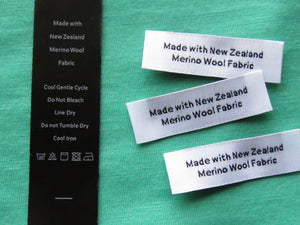 Made with
New Zealand
Merino Wool
Fabric
Cool Gentle Cycle
Do Not Bleach
Line Dry
Do not Tumble Dry
Cool Iron
Made with New Zealand
Merino Wool Fabric
Made with New Zealand
Merino Wool Fabric
Made with New Zealand
Merino Wool Fabric